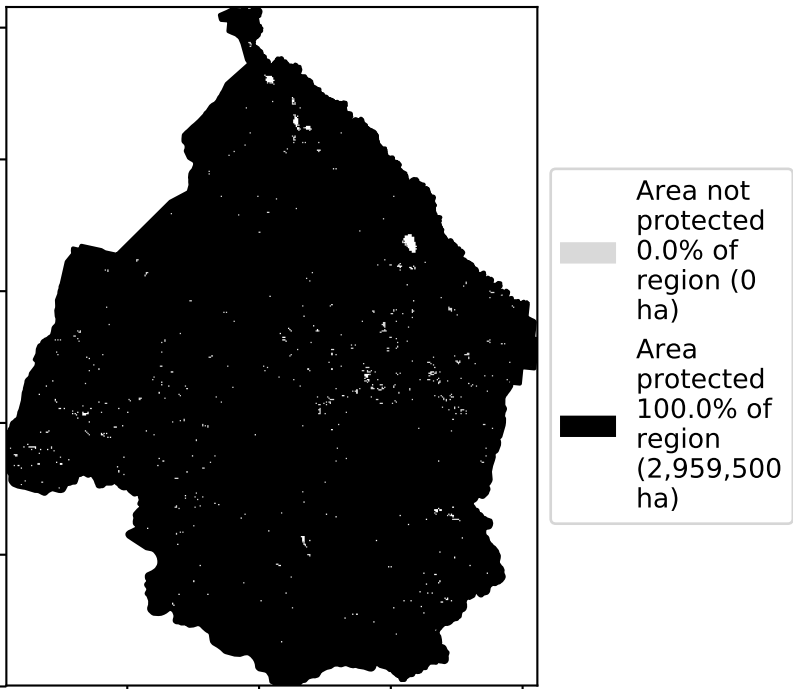 Area not
protected
0.0% of
region (0
ha)
Area
protected
100.0% of
region
(2,959,500
ha)